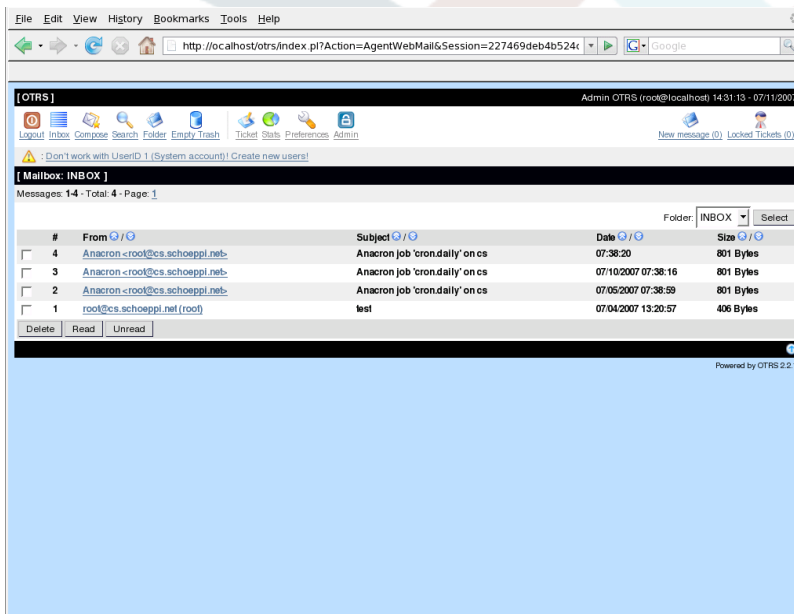 File Edit View History Bookmarks Tools Help
http://ocalhost/otrs/index.pl?Action=AgentWebMail&Session=227469deb4b524c
G Google
[ OTRS ] Admin OTRS (root@localhost) 14:31:13 - 07/11/2007
Logout Inbox Compose Search Folder Empty Trash Ticket Stats Preferences Admin New message (0) Locked Tickets (0)
: Don't work with UserID 1 (System account)! Create new users!
[ Mailbox: INBOX ]
Messages: 1-4 - Total: 4 - Page: 1
Folder: INBOX Select
# From / Subject / Date / Size /
4 Anacron <root@cs.schoeppi.net> Anacron job 'cron.daily' on cs 07:38:20 801 Bytes
3 Anacron <root@cs.schoeppi.net> Anacron job 'cron.daily' on cs 07/10/2007 07:38:16 801 Bytes
2 Anacron <root@cs.schoeppi.net> Anacron job 'cron.daily' on cs 07/05/2007 07:38:59 801 Bytes
1 root@cs.schoeppi.net (root) test 07/04/2007 13:20:57 406 Bytes
Delete Read Unread
Powered by OTRS 2.2